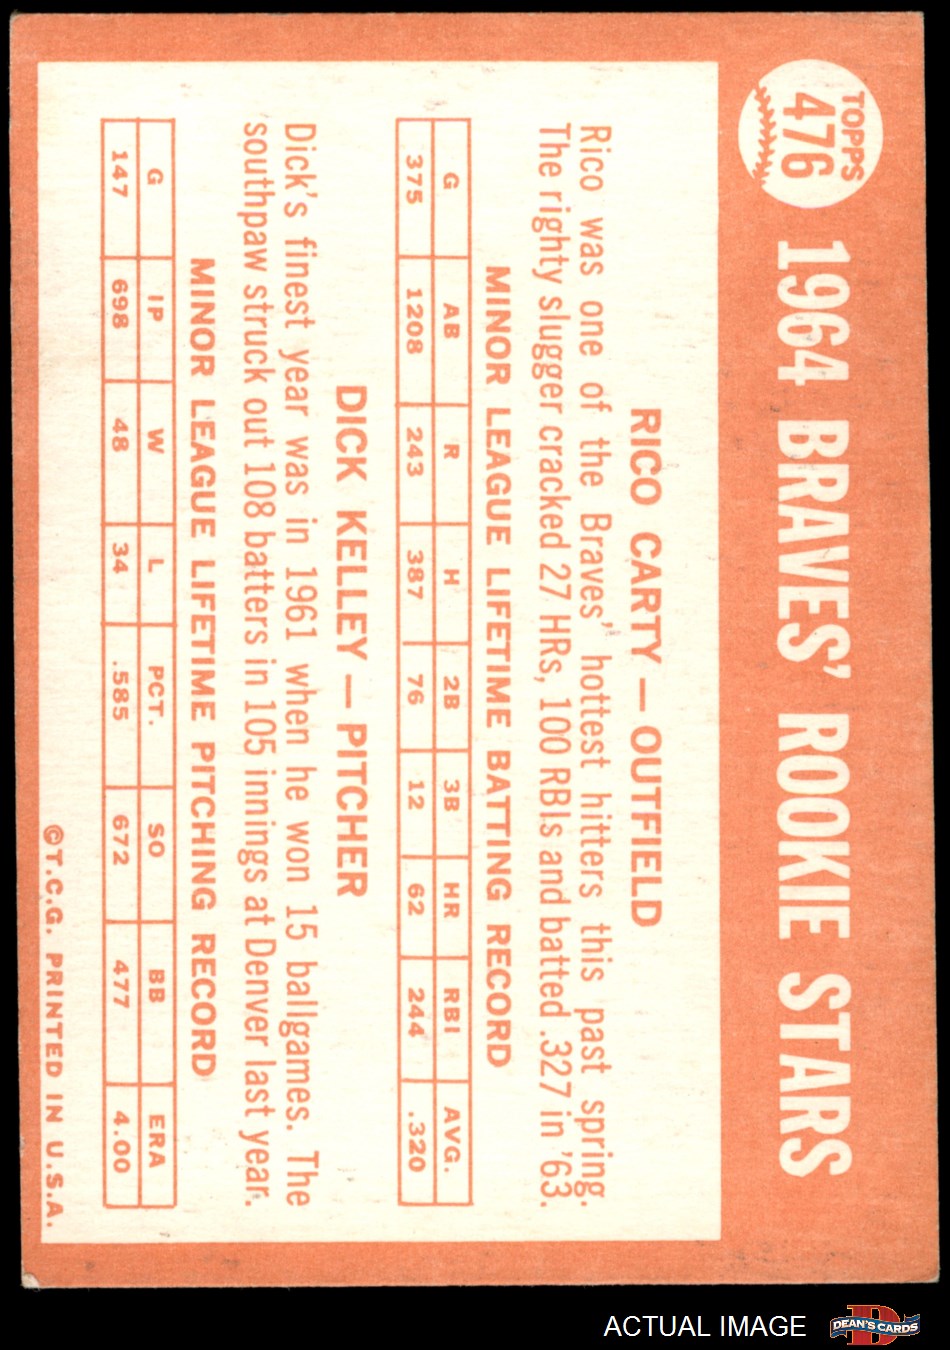 TOPPS
476
1964 BRAVES' ROOKIE STARS
RICO CARTY — OUTFIELD
Rico was one of the Braves' hottest hitters this past spring.
The righty slugger cracked 27 HRs, 100 RBIs and batted .327 in '63.
MINOR LEAGUE LIFETIME BATTING RECORD
G AB R H 2B 3B HR RBI AVG.
375 1208 243 387 76 12 62 244 .320
DICK KELLEY — PITCHER
Dick's finest year was in 1961 when he won 15 ballgames. The
southpaw struck out 108 batters in 105 innings at Denver last year.
MINOR LEAGUE LIFETIME PITCHING RECORD
G IP W L PCT. SO BB ERA
147 698 48 34 .585 672 477 4.00
©T.C.G. PRINTED IN U.S.A.
ACTUAL IMAGE
D
DEAN'S CARDS